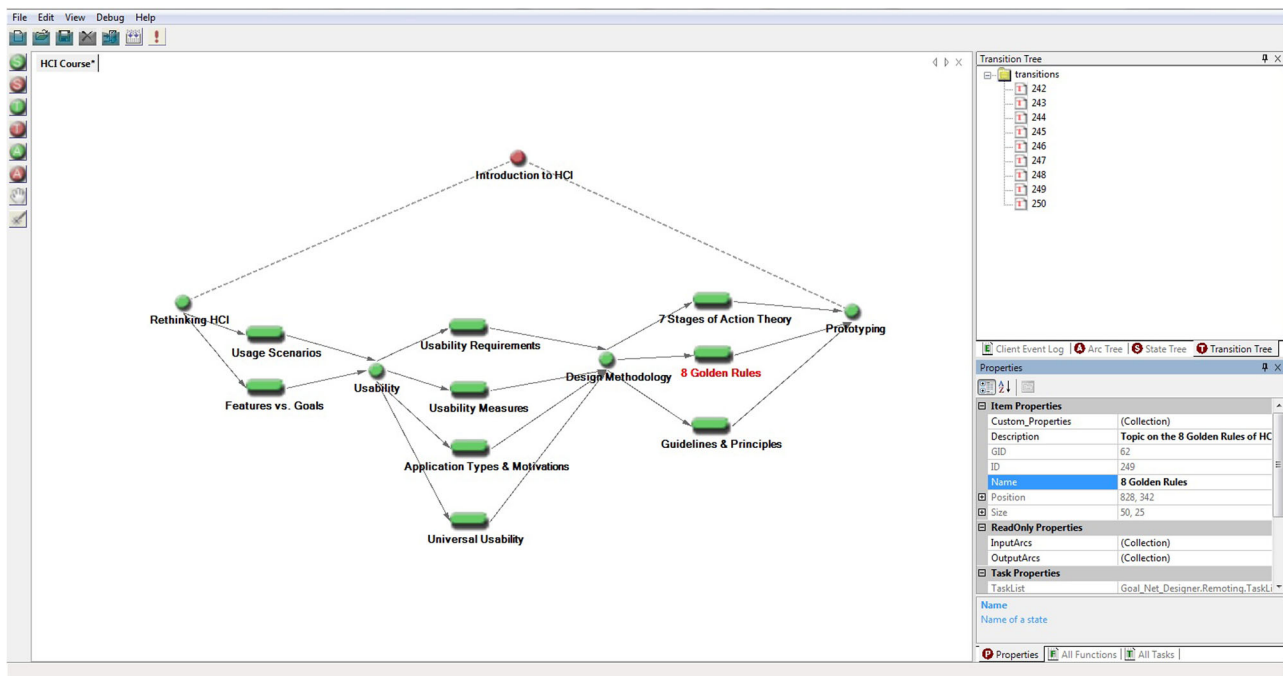 File Edit View Debug Help
HCI Course*
Introduction to HCI
Rethinking HCI
Usage Scenarios
Features vs. Goals
Usability
Usability Requirements
Usability Measures
Application Types & Motivations
Universal Usability
Design Methodology
7 Stages of Action Theory
8 Golden Rules
Guidelines & Principles
Prototyping
Transition Tree
transitions
242
243
244
245
246
247
248
249
250
Client Event Log Arc Tree State Tree Transition Tree
Properties
Item Properties
Custom_Properties (Collection)
Description Topic on the 8 Golden Rules of HC
GID 62
ID 249
Name 8 Golden Rules
Position 828, 342
Size 50, 25
ReadOnly Properties
InputArcs (Collection)
OutputArcs (Collection)
Task Properties
TaskList Goal_Net_Designer.Remoting.TaskLi
Name
Name of a state
Properties All Functions All Tasks